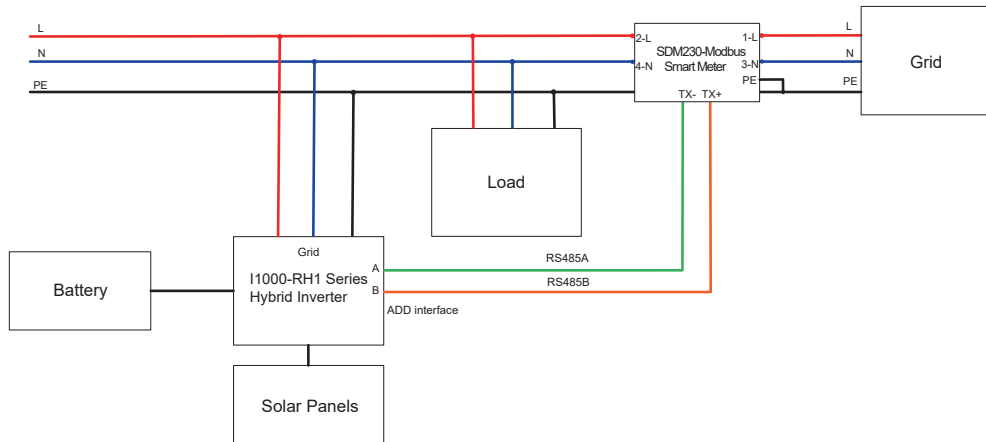 L
N
PE
2-L
4-N
1-L
3-N
PE
SDM230-Modbus
Smart Meter
TX- TX+
L
N
PE
Grid
Load
Grid
I1000-RH1 Series
Hybrid Inverter
A
B
RS485A
RS485B
ADD interface
Battery
Solar Panels